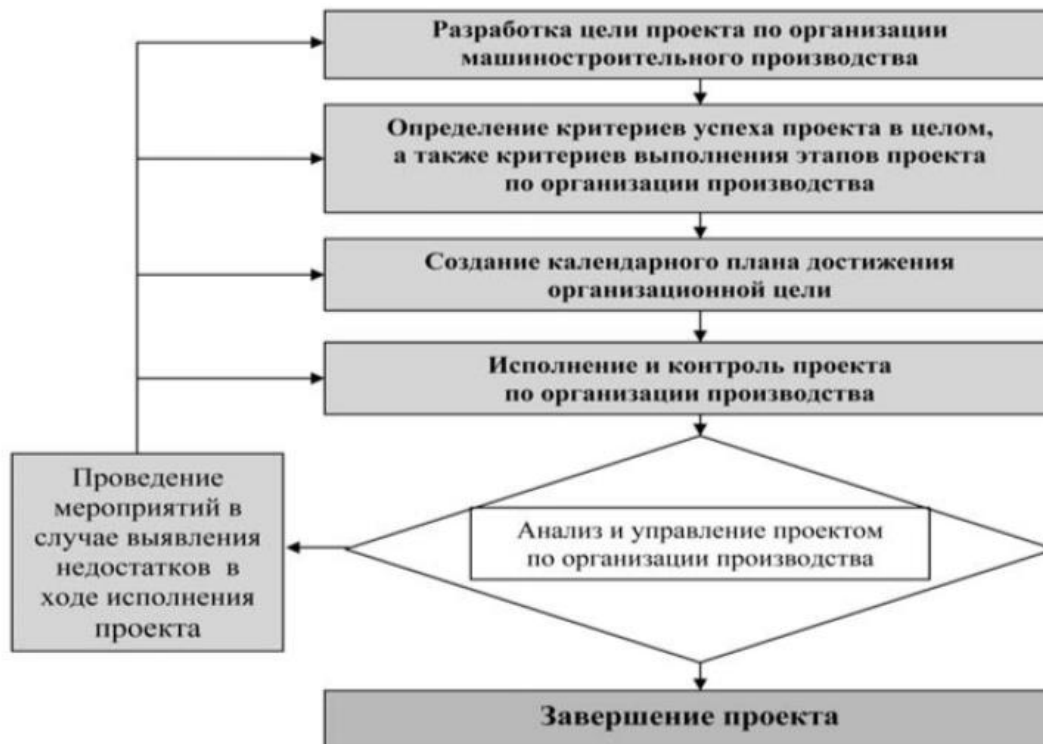 Разработка цели проекта по организации
машиностроительного производства
Определение критериев успеха проекта в целом,
а также критериев выполнения этапов проекта
по организации производства
Создание календарного плана достижения
организационной цели
Исполнение и контроль проекта
по организации производства
Проведение
мероприятий в
случае выявления
недостатков в
ходе исполнения
проекта
Анализ и управление проектом
по организации производства
Завершение проекта